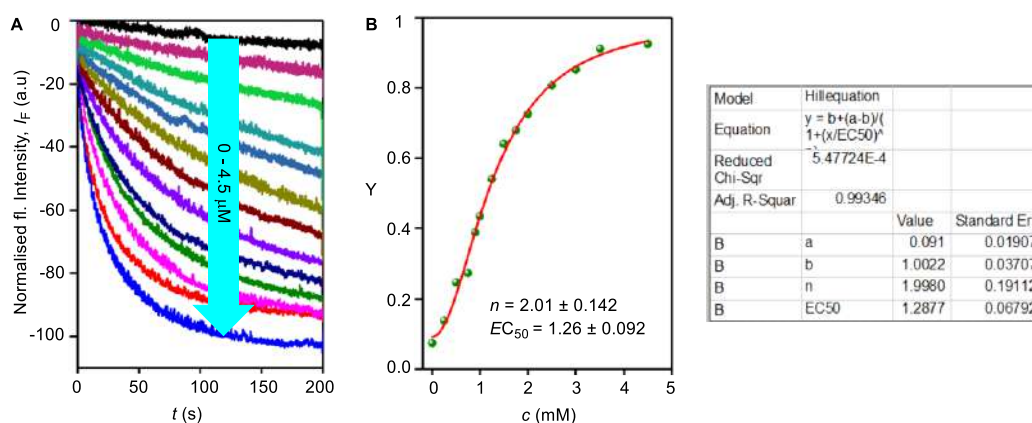 A
B
0
-20
-40
-60
-80
-100
Normalised fl. Intensity, I_F (a.u)
0 - 4.5 μM
0 50 100 150 200
t (s)
1
0.8
0.6
0.4
0.2
0.0
Y
n = 2.01 ± 0.142
EC50 = 1.26 ± 0.092
0 1 2 3 4 5
c (mM)
Model Hillequation
Equation y = b+(a-b)/(
1+(x/EC50)^
Reduced 5.47724E-4
Chi-Sqr
Adj. R-Squar 0.99346
Value Standard Er
B a 0.091 0.01907
B b 1.0022 0.03707
B n 1.9980 0.19112
B EC50 1.2877 0.06792